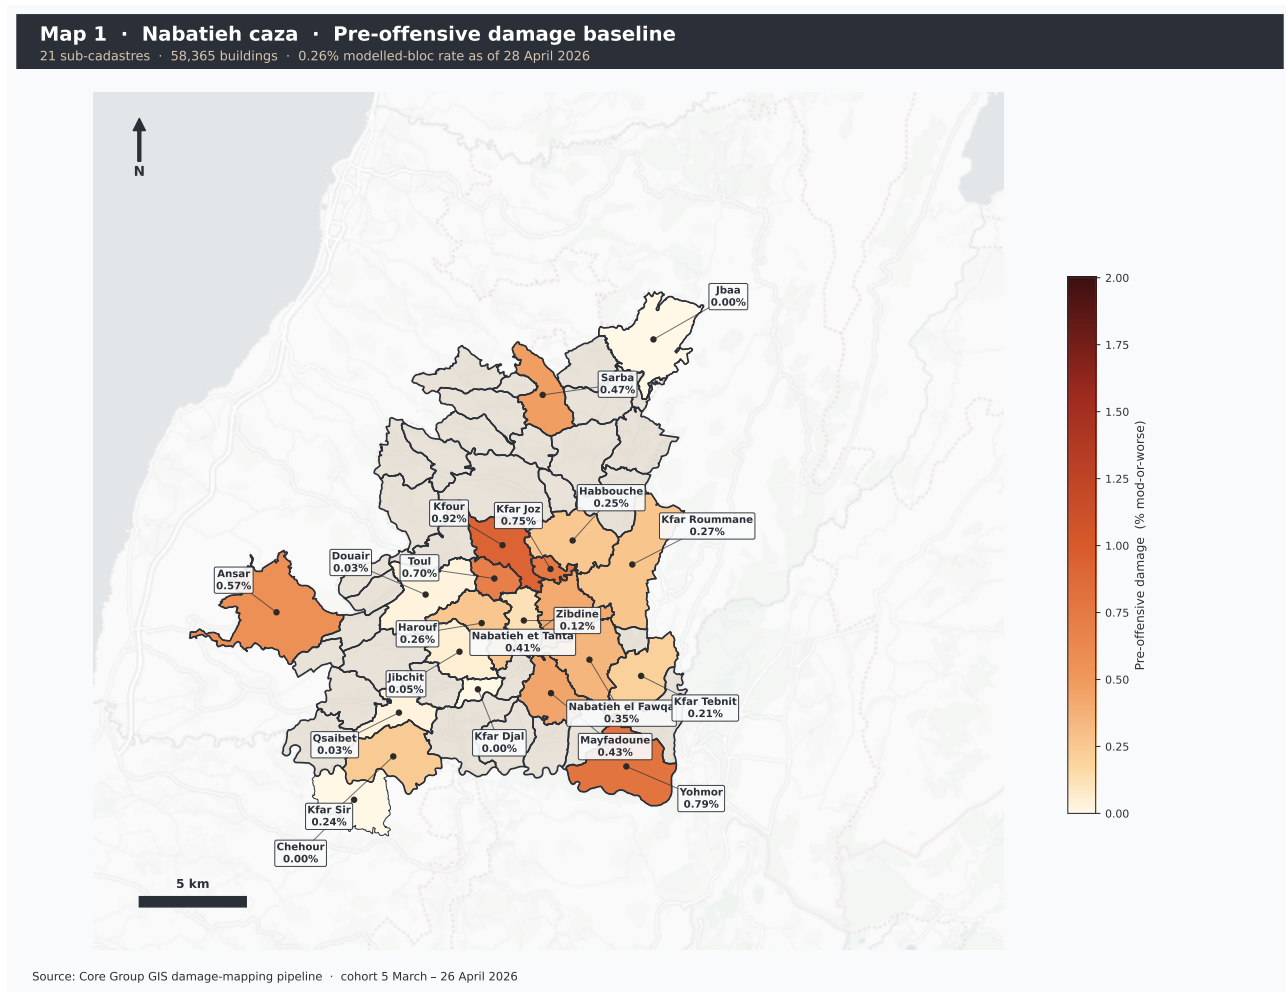 Map 1 · Nabatieh caza · Pre-offensive damage baseline
21 sub-cadastres · 58,365 buildings · 0.26% modelled-bloc rate as of 28 April 2026
N
Jbaa
0.00%
Sarba
0.47%
Habbouche
0.25%
Kfour
0.92%
Kfar Joz
0.75%
Kfar Roummane
0.27%
Douair
0.03%
Toul
0.70%
Ansar
0.57%
Zibdine
0.12%
Harouf
0.26%
Nabatieh et Tahta
0.41%
Jibchit
0.05%
Kfar Tebnit
0.21%
Nabatieh el Fawqa
0.35%
Qsaibet
0.03%
Kfar Djal
0.00%
Mayfadoune
0.43%
Yohmor
0.79%
Kfar Sir
0.24%
Chehour
0.00%
5 km
2.00
1.75
1.50
1.25
1.00
0.75
0.50
0.25
0.00
Pre-offensive damage (% mod-or-worse)
Source: Core Group GIS damage-mapping pipeline · cohort 5 March – 26 April 2026